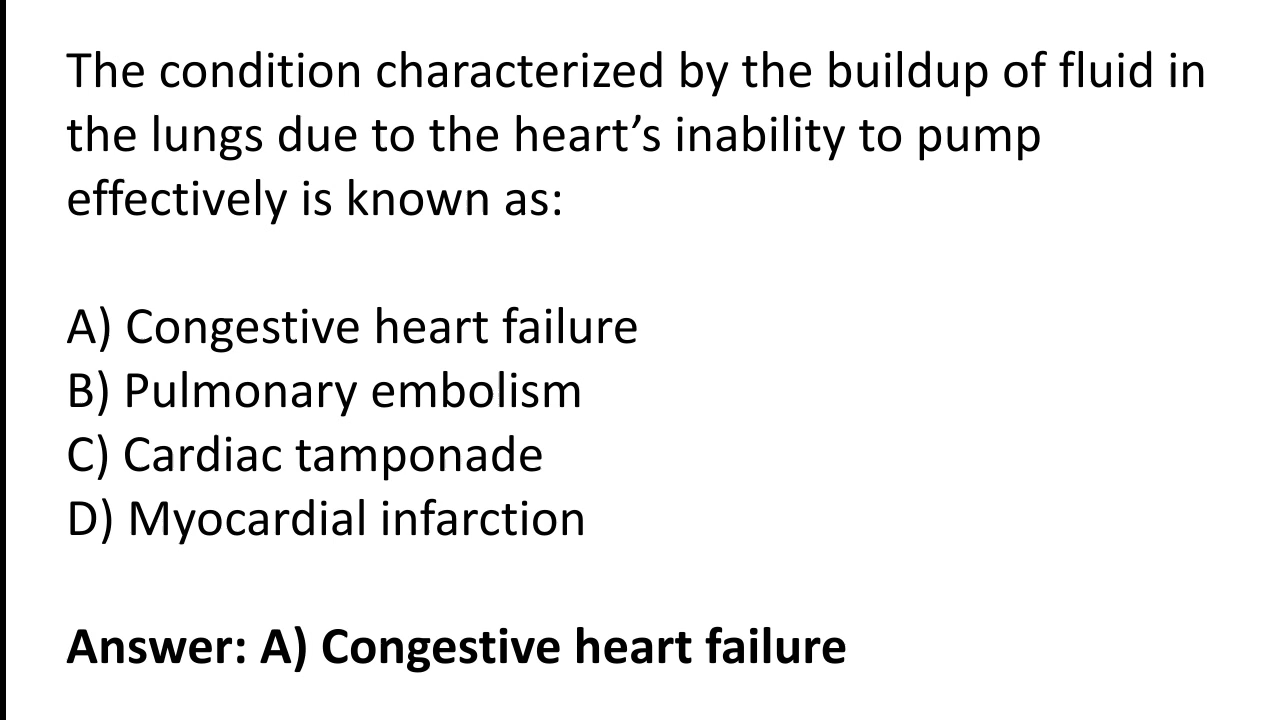 The condition characterized by the buildup of fluid in
the lungs due to the heart’s inability to pump
effectively is known as:
A) Congestive heart failure
B) Pulmonary embolism
C) Cardiac tamponade
D) Myocardial infarction
Answer: A) Congestive heart failure